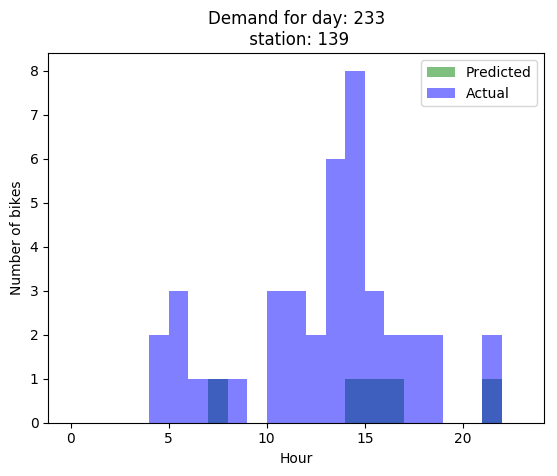 Demand for day: 233
station: 139
Predicted
Actual
Number of bikes
8
7
6
5
4
3
2
1
0
0 5 10 15 20
Hour